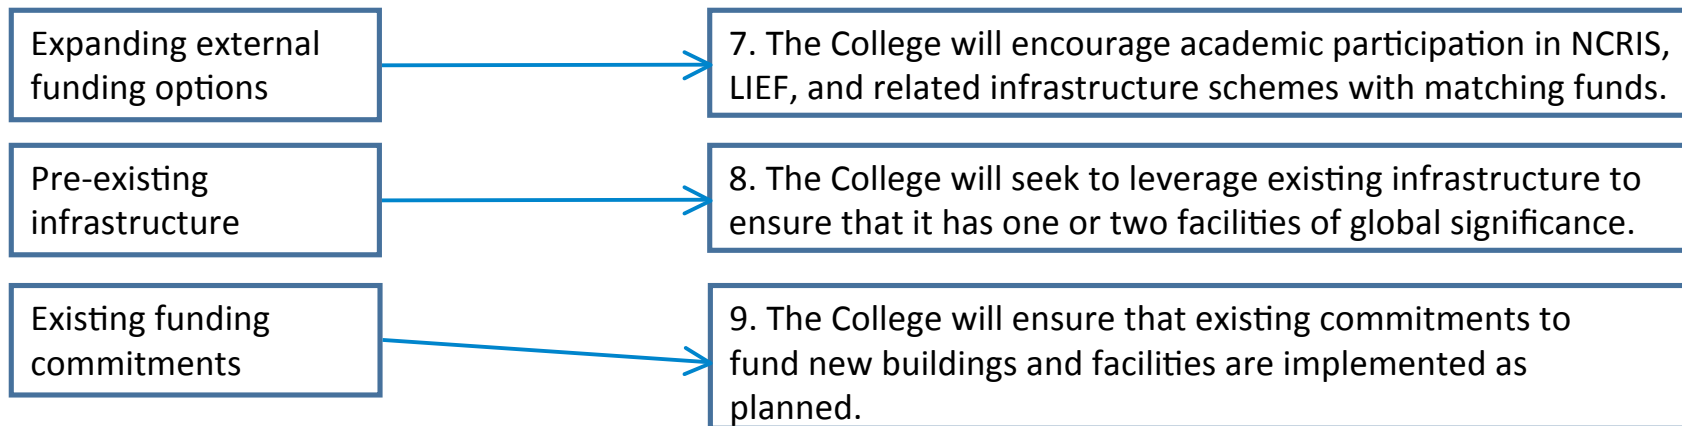 Expanding external
funding options
7. The College will encourage academic participation in NCRIS,
LIEF, and related infrastructure schemes with matching funds.
Pre-existing
infrastructure
8. The College will seek to leverage existing infrastructure to
ensure that it has one or two facilities of global significance.
Existing funding
commitments
9. The College will ensure that existing commitments to
fund new buildings and facilities are implemented as
planned.